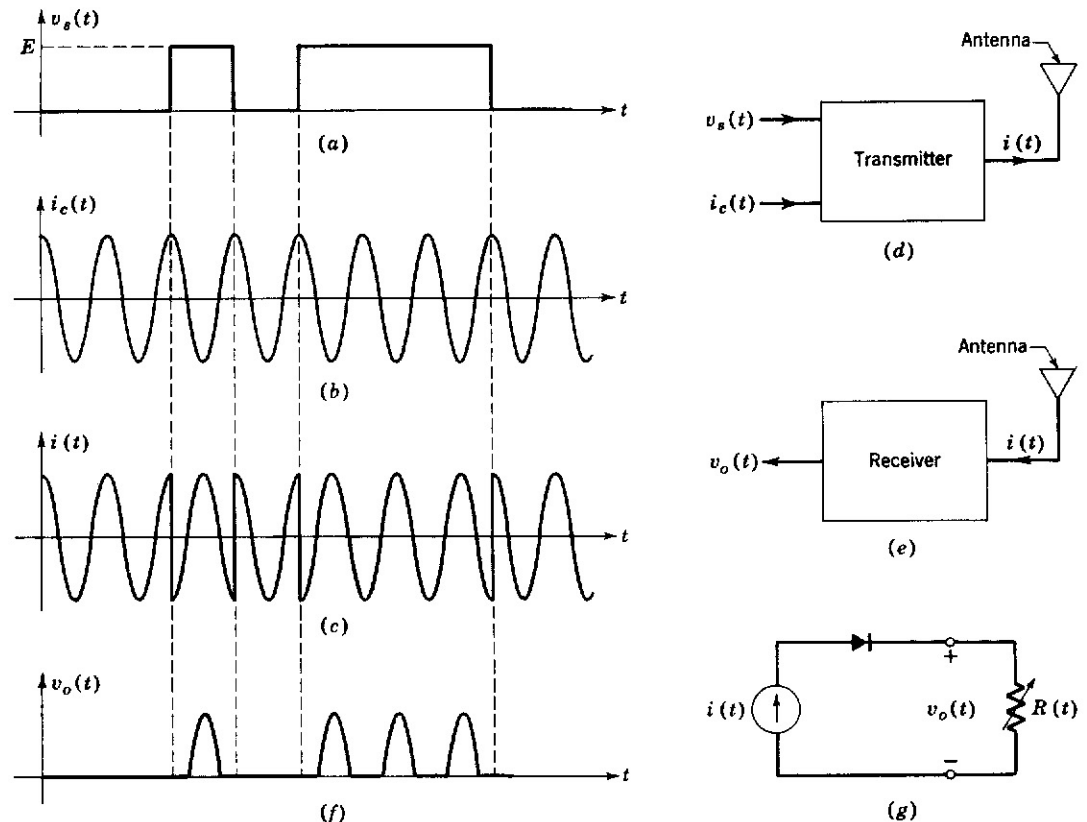 v_s(t)
E
t
(a)
i_c(t)
t
(b)
i(t)
t
(c)
v_o(t)
t
(f)
Antenna
v_s(t)
Transmitter
i(t)
i_c(t)
(d)
Antenna
i(t)
v_o(t)
Receiver
(e)
+
i(t)
v_o(t)
R(t)
−
(g)